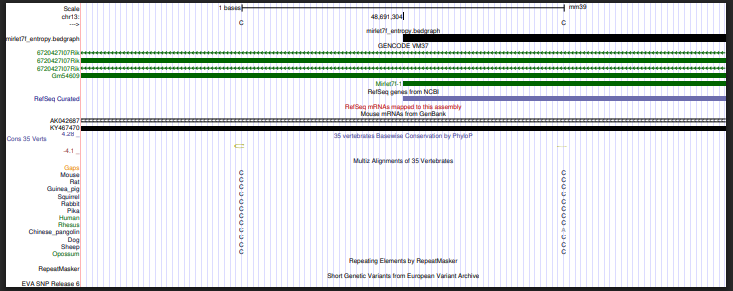 Scale 1 bases mm39
chr13: 48,691,304
---> C C
mirlet7f_entropy.bedgraph
mirlet7f_entropy.bedgraph
GENCODE VM37
6720427I07Rik
6720427I07Rik
6720427I07Rik
Gm54609
Mirlet7f-1
RefSeq genes from NCBI
RefSeq Curated
RefSeq mRNAs mapped to this assembly
Mouse mRNAs from GenBank
AK042687
KY467470
4.28 _
Cons 35 Verts 35 vertebrates Basewise Conservation by PhyloP
-4.1 _
Multiz Alignments of 35 Vertebrates
Gaps
Mouse C C
Rat C C
Guinea_pig C C
Squirrel C C
Rabbit C C
Pika C C
Human C C
Rhesus C C
Chinese_pangolin C A
Dog C C
Sheep C C
Opossum C C
Repeating Elements by RepeatMasker
RepeatMasker
Short Genetic Variants from European Variant Archive
EVA SNP Release 6